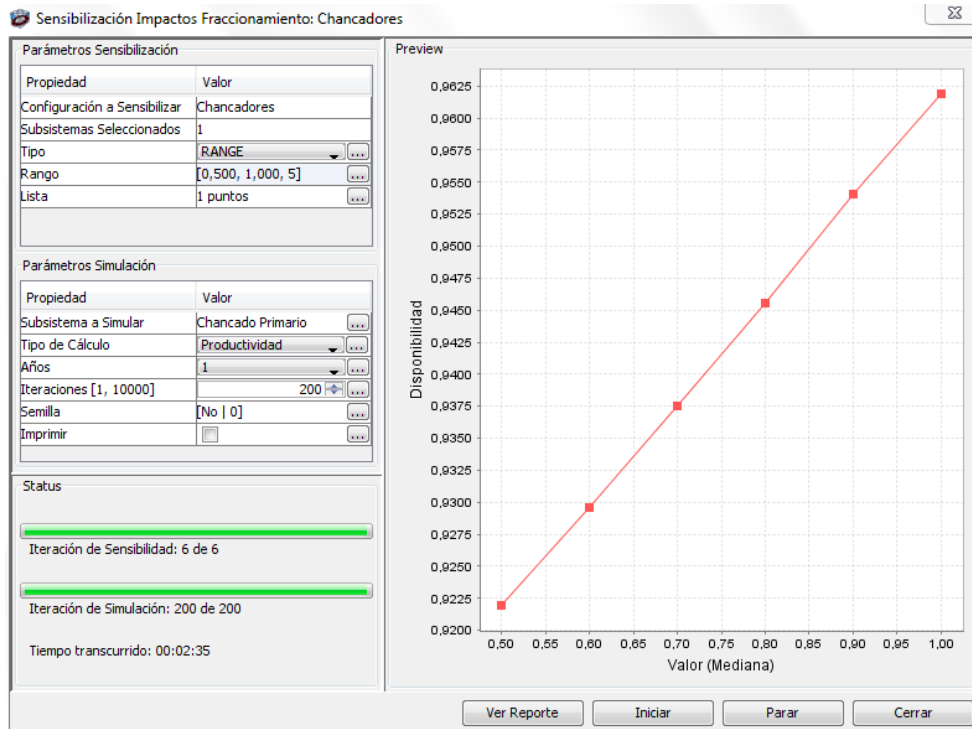 Sensibilización Impactos Fraccionamiento: Chancadores
Parámetros Sensibilización
Propiedad Valor
Configuración a Sensibilizar Chancadores
Subsistemas Seleccionados 1
Tipo RANGE ...
Rango [0,500, 1,000, 5] ...
Lista 1 puntos ...
Parámetros Simulación
Propiedad Valor
Subsistema a Simular Chancado Primario ...
Tipo de Cálculo Productividad ...
Años 1 ...
Iteraciones [1, 10000] 200 ...
Semilla [No | 0] ...
Imprimir ...
Status
Iteración de Sensibilidad: 6 de 6
Iteración de Simulación: 200 de 200
Tiempo transcurrido: 00:02:35
Preview
0,9625
0,9600
0,9575
0,9550
0,9525
0,9500
0,9475
0,9450
0,9425
0,9400
0,9375
0,9350
0,9325
0,9300
0,9275
0,9250
0,9225
0,9200
Disponibilidad
0,50 0,55 0,60 0,65 0,70 0,75 0,80 0,85 0,90 0,95 1,00
Valor (Mediana)
Ver Reporte Iniciar Parar Cerrar